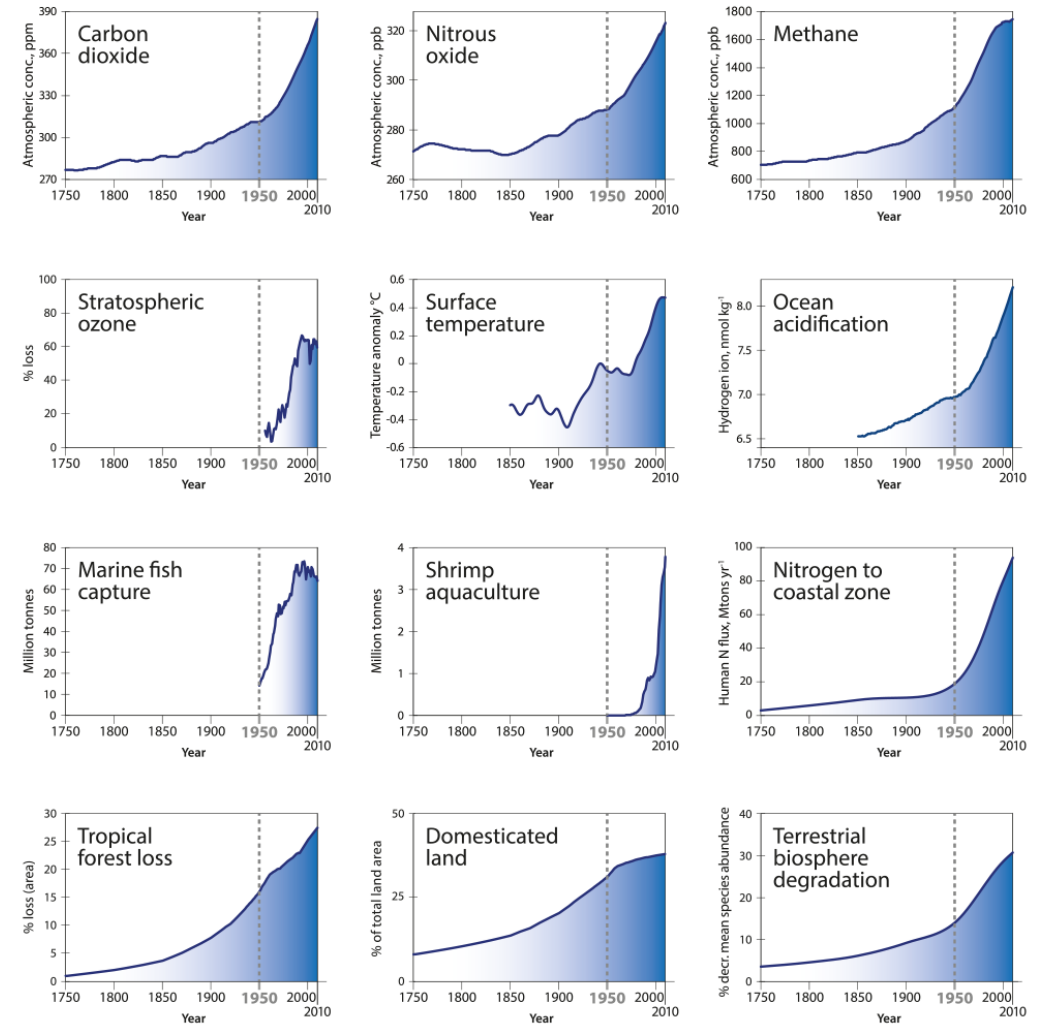 Carbon
dioxide
Atmospheric conc., ppm
390
360
330
300
270
1750 1800 1850 1900 1950 2000
2010
Year
Nitrous
oxide
Atmospheric conc., ppb
320
300
280
260
1750 1800 1850 1900 1950 2000
2010
Year
Methane
Atmospheric conc., ppb
1800
1600
1400
1200
1000
800
600
1750 1800 1850 1900 1950 2000
2010
Year
Stratospheric
ozone
% loss
100
80
60
40
20
0
1750 1800 1850 1900 1950 2000
2010
Year
Surface
temperature
Temperature anomaly °C
0.6
0.4
0.2
0
-0.2
-0.4
-0.6
1750 1800 1850 1900 1950 2000
2010
Year
Ocean
acidification
Hydrogen ion, nmol kg⁻¹
8.0
7.5
7.0
6.5
1750 1800 1850 1900 1950 2000
2010
Year
Marine fish
capture
Million tonnes
80
70
60
50
40
30
20
10
0
1750 1800 1850 1900 1950 2000
2010
Year
Shrimp
aquaculture
Million tonnes
4
3
2
1
0
1750 1800 1850 1900 1950 2000
2010
Year
Nitrogen to
coastal zone
Human N flux, Mtons yr⁻¹
100
80
60
40
20
0
1750 1800 1850 1900 1950 2000
2010
Year
Tropical
forest loss
% loss (area)
30
25
20
15
10
5
0
1750 1800 1850 1900 1950 2000
2010
Year
Domesticated
land
% of total land area
50
25
0
1750 1800 1850 1900 1950 2000
2010
Year
Terrestrial
biosphere
degradation
% decr. mean species abundance
40
30
20
10
0
1750 1800 1850 1900 1950 2000
2010
Year